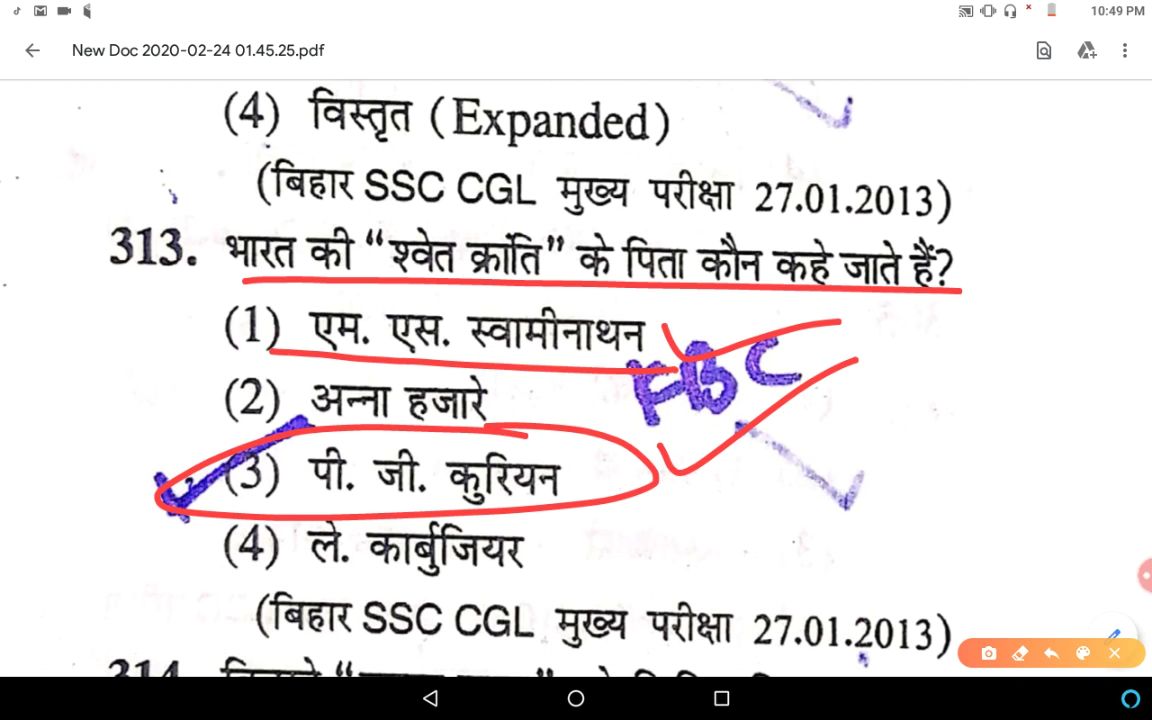 10:49 PM
New Doc 2020-02-24 01.45.25.pdf
(4) विस्तृत (Expanded)
(बिहार SSC CGL मुख्य परीक्षा 27.01.2013)
313. भारत की “श्वेत क्रांति” के पिता कौन कहे जाते हैं?
(1) एम. एस. स्वामीनाथन
(2) अन्ना हजारे
(3) पी. जी. कुरियन
(4) ले. कार्बुजियर
(बिहार SSC CGL मुख्य परीक्षा 27.01.2013)
314.